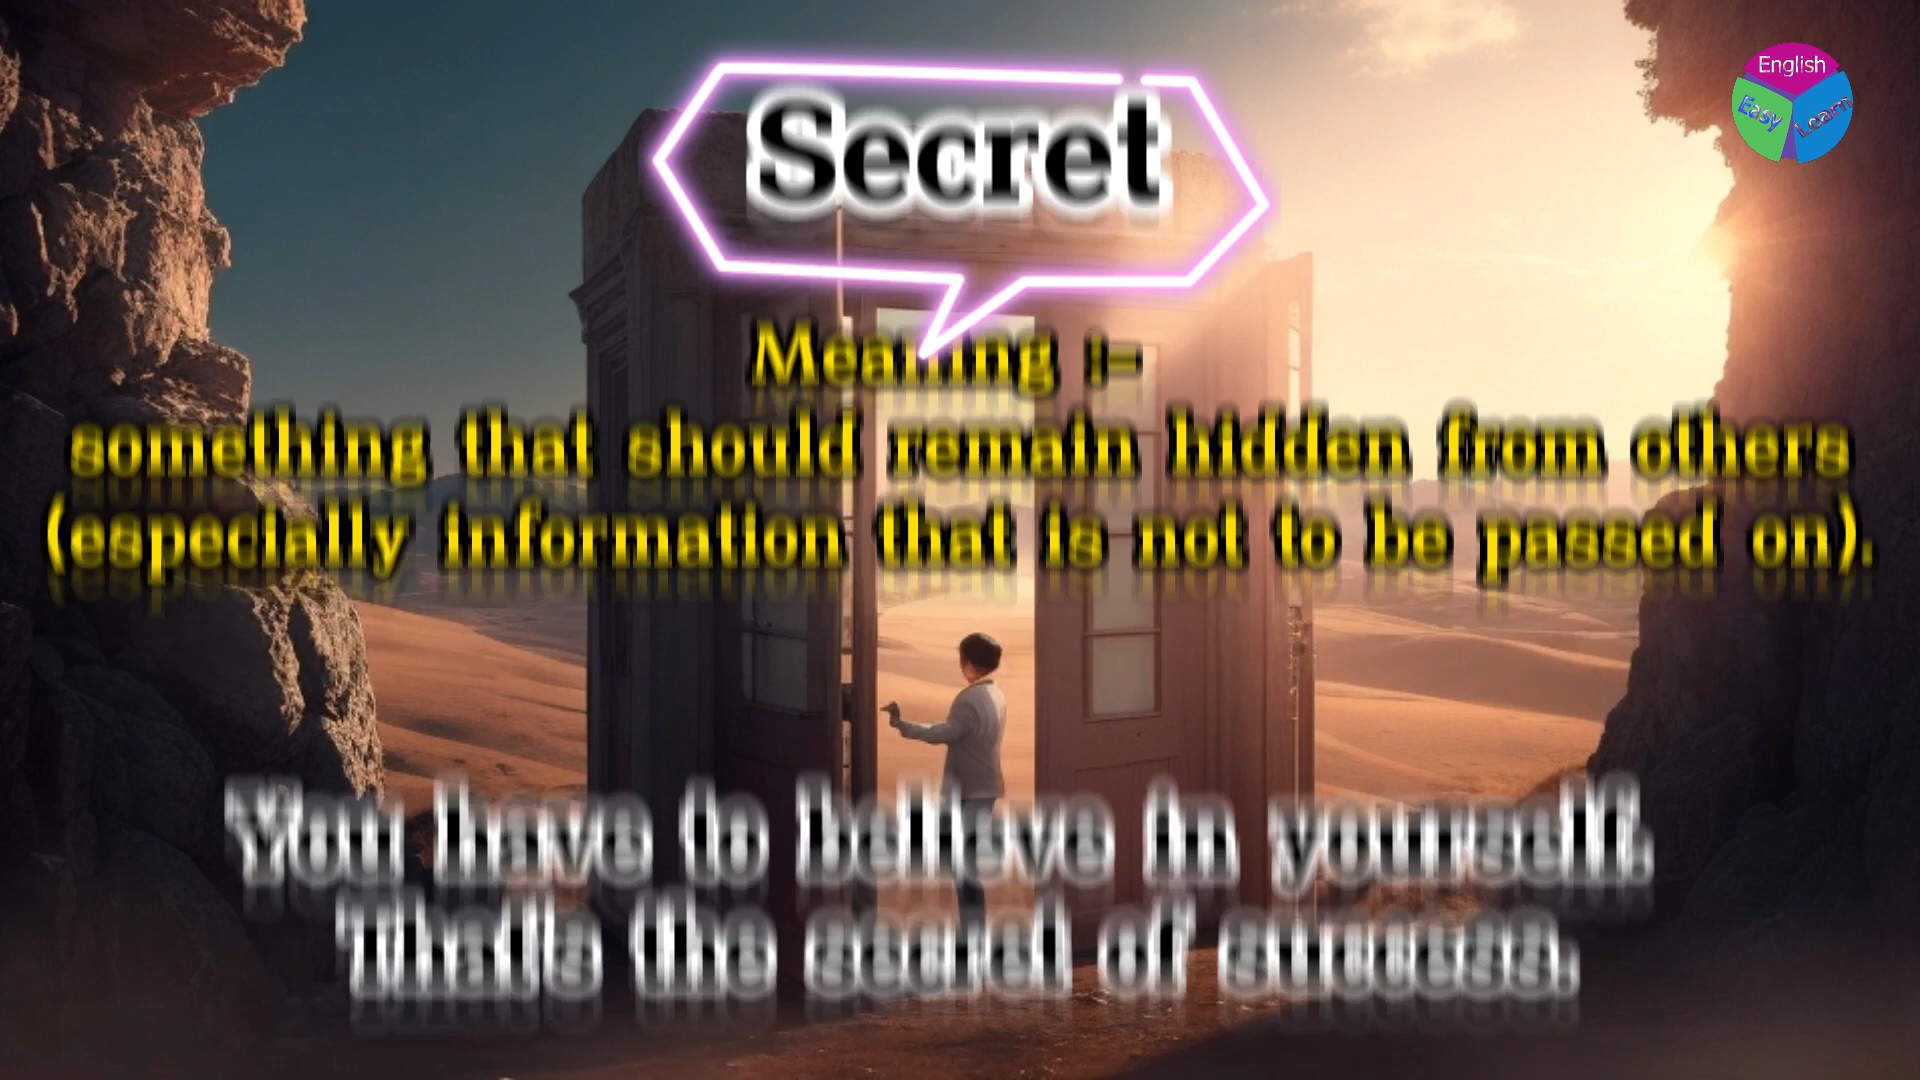 English
Easy
Learn
Secret
Meaning :-
something that should remain hidden from others
(especially information that is not to be passed on).
You have to believe in yourself.
That's the secret of success.